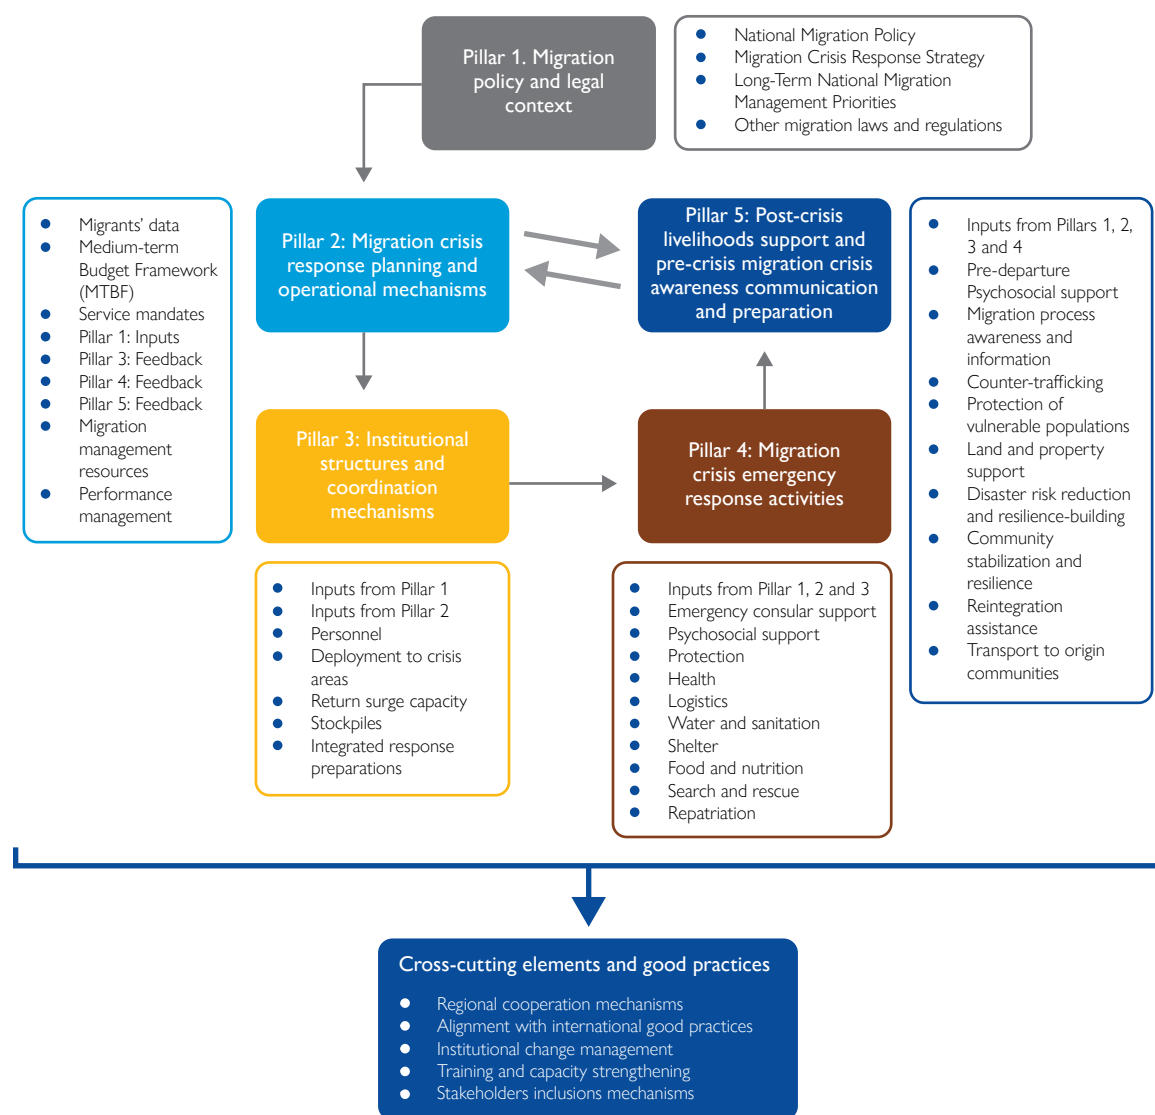 Pillar 1. Migration
policy and legal
context
National Migration Policy
Migration Crisis Response Strategy
Long-Term National Migration
Management Priorities
Other migration laws and regulations
Migrants' data
Medium-term
Budget Framework
(MTBF)
Service mandates
Pillar 1: Inputs
Pillar 3: Feedback
Pillar 4: Feedback
Pillar 5: Feedback
Migration
management
resources
Performance
management
Pillar 2: Migration crisis
response planning and
operational mechanisms
Pillar 5: Post-crisis
livelihoods support and
pre-crisis migration crisis
awareness communication
and preparation
Inputs from Pillars 1, 2,
3 and 4
Pre-departure
Psychosocial support
Migration process
awareness and
information
Counter-trafficking
Protection of
vulnerable populations
Land and property
support
Disaster risk reduction
and resilience-building
Community
stabilization and
resilience
Reintegration
assistance
Transport to origin
communities
Pillar 3: Institutional
structures and
coordination
mechanisms
Pillar 4: Migration
crisis emergency
response activities
Inputs from Pillar 1
Inputs from Pillar 2
Personnel
Deployment to crisis
areas
Return surge capacity
Stockpiles
Integrated response
preparations
Inputs from Pillar 1, 2 and 3
Emergency consular support
Psychosocial support
Protection
Health
Logistics
Water and sanitation
Shelter
Food and nutrition
Search and rescue
Repatriation
Cross-cutting elements and good practices
Regional cooperation mechanisms
Alignment with international good practices
Institutional change management
Training and capacity strengthening
Stakeholders inclusions mechanisms